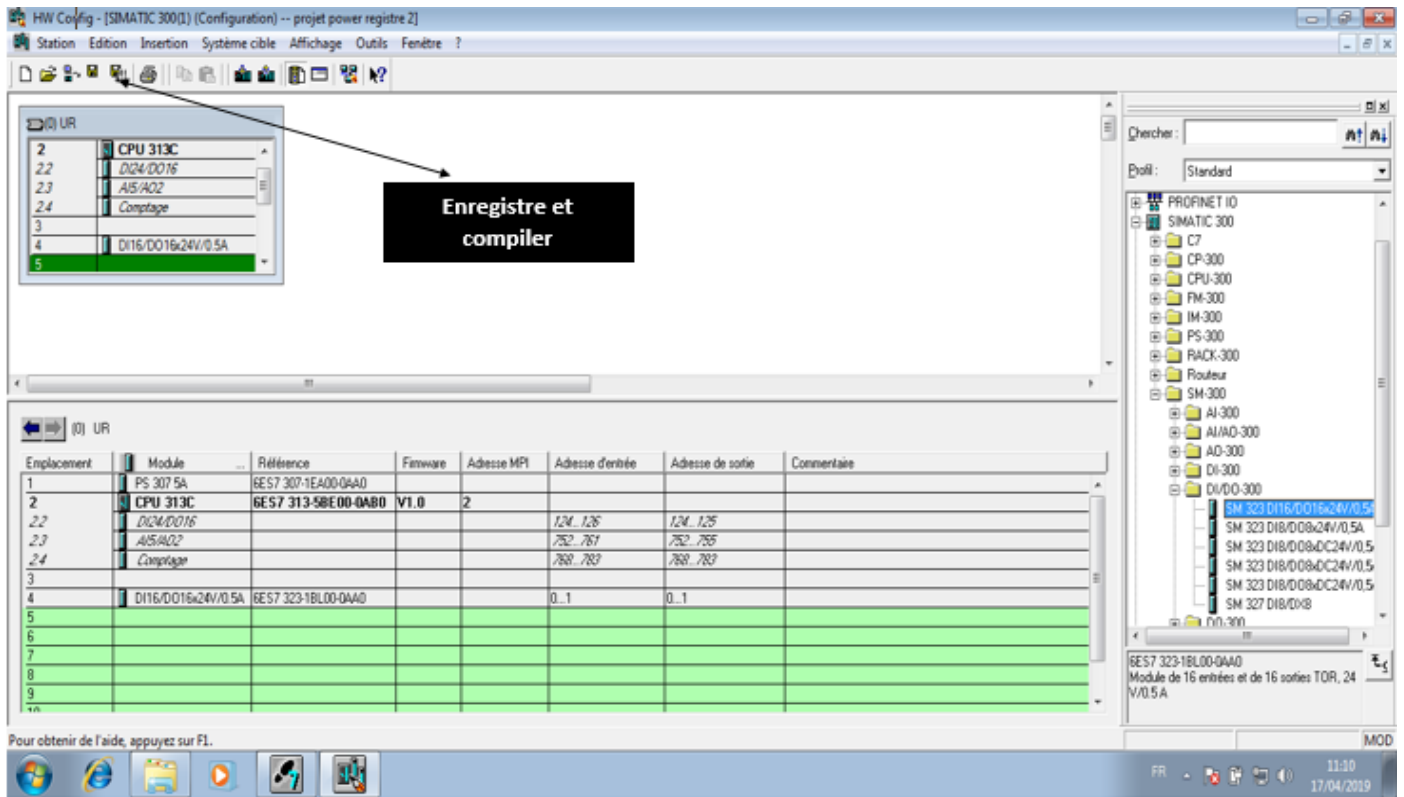 HW Config - [SIMATIC 300(1) (Configuration) -- projet power registre 2]
Station Edition Insertion Système cible Affichage Outils Fenêtre ?
(0) UR
2 CPU 313C
2.2 DI24/DO16
2.3 AI5/AO2
2.4 Comptage
3
4 DI16/DO16x24V/0.5A
5
Enregistre et
compiler
Chercher :
Profil : Standard
PROFINET IO
SIMATIC 300
C7
CP-300
CPU-300
FM-300
IM-300
PS-300
RACK-300
Routeur
SM-300
AI-300
AI/AO-300
AO-300
DI-300
DI/DO-300
SM 323 DI16/DO16x24V/0,5A
SM 323 DI8/DO8x24V/0,5A
SM 323 DI8/DO8xDC24V/0,5
SM 323 DI8/DO8xDC24V/0,5
SM 323 DI8/DO8xDC24V/0,5
SM 327 DI8/DX8
DO-300
6ES7 323-1BL00-0AA0
Module de 16 entrées et de 16 sorties TOR, 24
V/0.5 A
(0) UR
Emplacement Module ... Référence Firmware Adresse MPI Adresse d'entrée Adresse de sortie Commentaire
1 PS 307 5A 6ES7 307-1EA00-0AA0
2 CPU 313C 6ES7 313-5BE00-0AB0 V1.0 2
2.2 DI24/DO16 124...126 124...125
2.3 AI5/AO2 752...761 752...755
2.4 Comptage 768...783 768...783
3
4 DI16/DO16x24V/0.5A 6ES7 323-1BL00-0AA0 0...1 0...1
5
6
7
8
9
10
Pour obtenir de l'aide, appuyez sur F1.
MOD
FR
11:10
17/04/2019